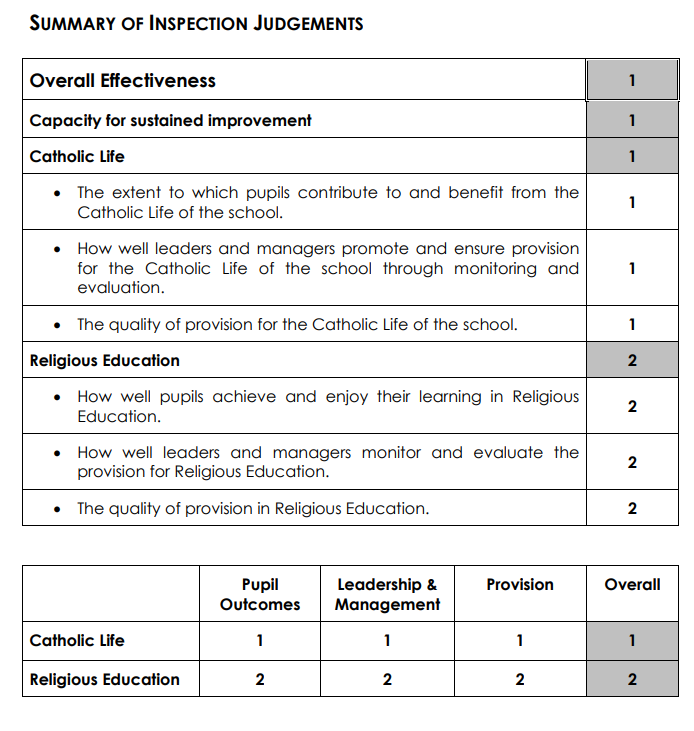 SUMMARY OF INSPECTION JUDGEMENTS
Overall Effectiveness 1
Capacity for sustained improvement 1
Catholic Life 1
• The extent to which pupils contribute to and benefit from the
Catholic Life of the school. 1
• How well leaders and managers promote and ensure provision
for the Catholic Life of the school through monitoring and 1
evaluation.
• The quality of provision for the Catholic Life of the school. 1
Religious Education 2
• How well pupils achieve and enjoy their learning in Religious
Education. 2
• How well leaders and managers monitor and evaluate the
provision for Religious Education. 2
• The quality of provision in Religious Education. 2
Pupil Leadership & Provision Overall
Outcomes Management
Catholic Life 1 1 1 1
Religious Education 2 2 2 2